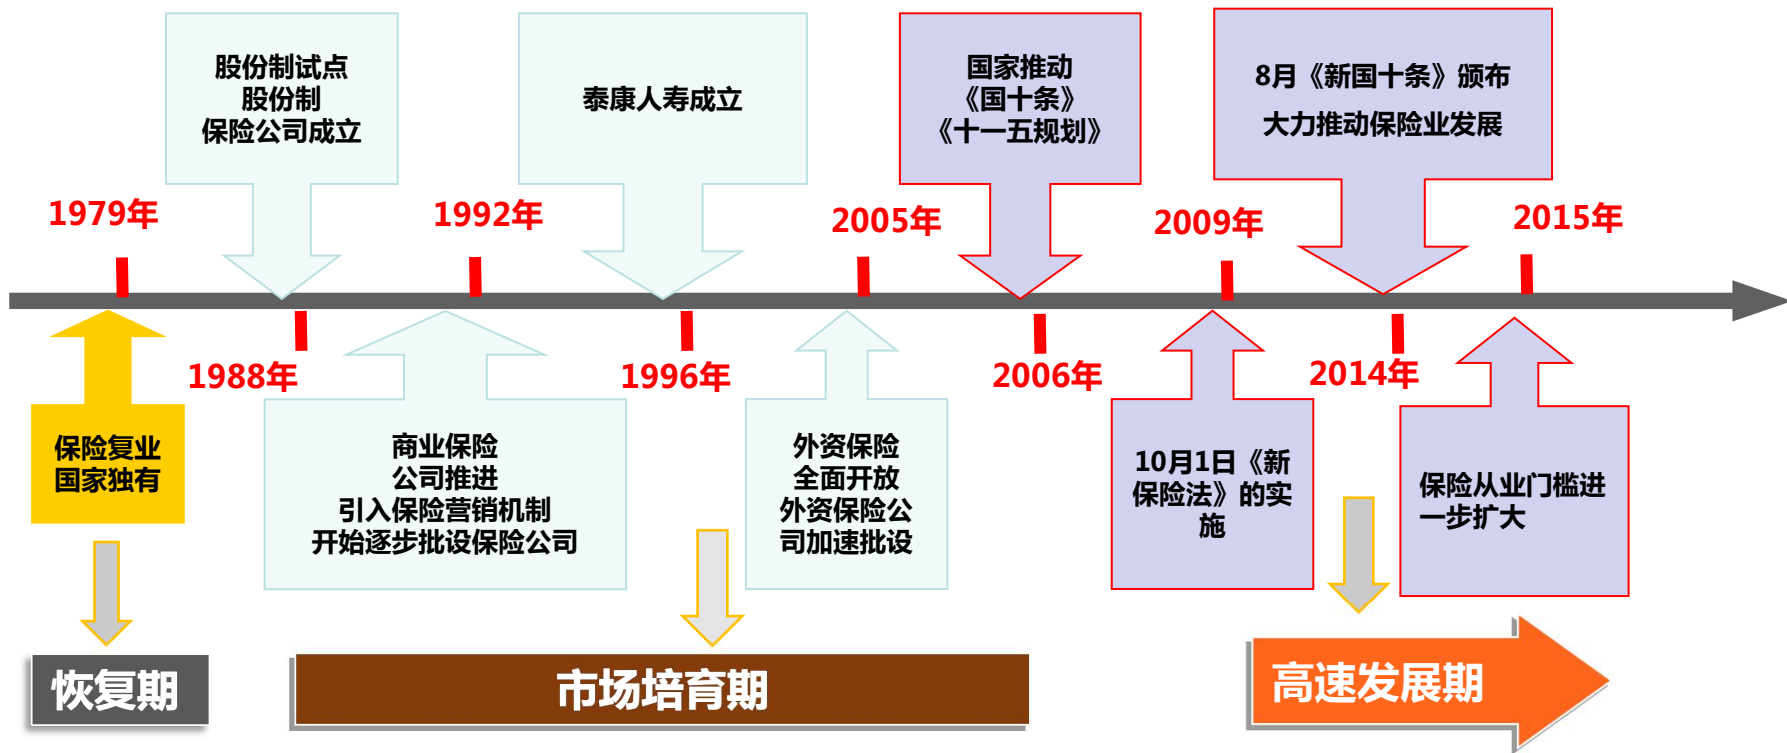 股份制试点
股份制
保险公司成立
泰康人寿成立
国家推动
《国十条》
《十一五规划》
8月《新国十条》颁布
大力推动保险业发展
1979年
1992年
2005年
2009年
2015年
1988年
1996年
2006年
2014年
保险复业
国家独有
商业保险
公司推进
引入保险营销机制
开始逐步批设保险公司
外资保险
全面开放
外资保险公
司加速批设
10月1日《新
保险法》的实
施
保险从业门槛进
一步扩大
恢复期
市场培育期
高速发展期